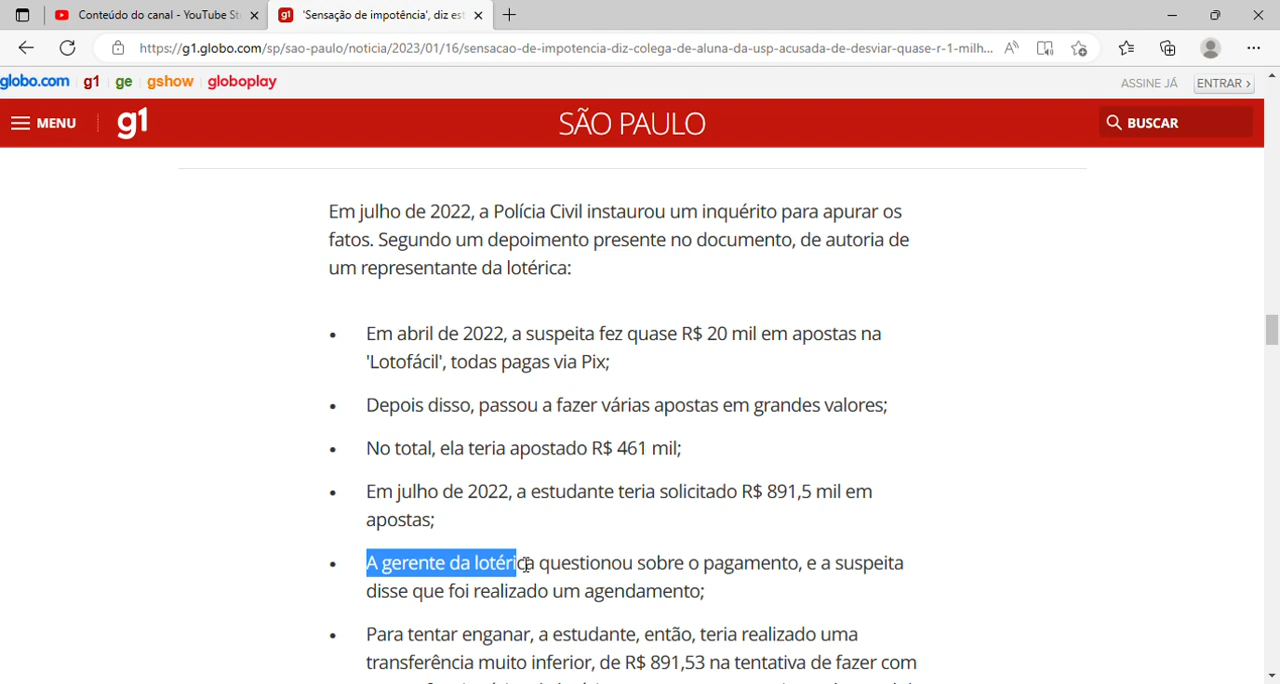 Conteúdo do canal - YouTube St
'Sensação de impotência', diz est
https://g1.globo.com/sp/sao-paulo/noticia/2023/01/16/sensacao-de-impotencia-diz-colega-de-aluna-da-usp-acusada-de-desviar-quase-r-1-milh...
globo.com g1 ge gshow globoplay
ASSINE JÁ ENTRAR ›
MENU g1 SÃO PAULO BUSCAR
Em julho de 2022, a Polícia Civil instaurou um inquérito para apurar os
fatos. Segundo um depoimento presente no documento, de autoria de
um representante da lotérica:
• Em abril de 2022, a suspeita fez quase R$ 20 mil em apostas na
'Lotofácil', todas pagas via Pix;
• Depois disso, passou a fazer várias apostas em grandes valores;
• No total, ela teria apostado R$ 461 mil;
• Em julho de 2022, a estudante teria solicitado R$ 891,5 mil em
apostas;
• A gerente da lotérica questionou sobre o pagamento, e a suspeita
disse que foi realizado um agendamento;
• Para tentar enganar, a estudante, então, teria realizado uma
transferência muito inferior, de R$ 891,53 na tentativa de fazer com